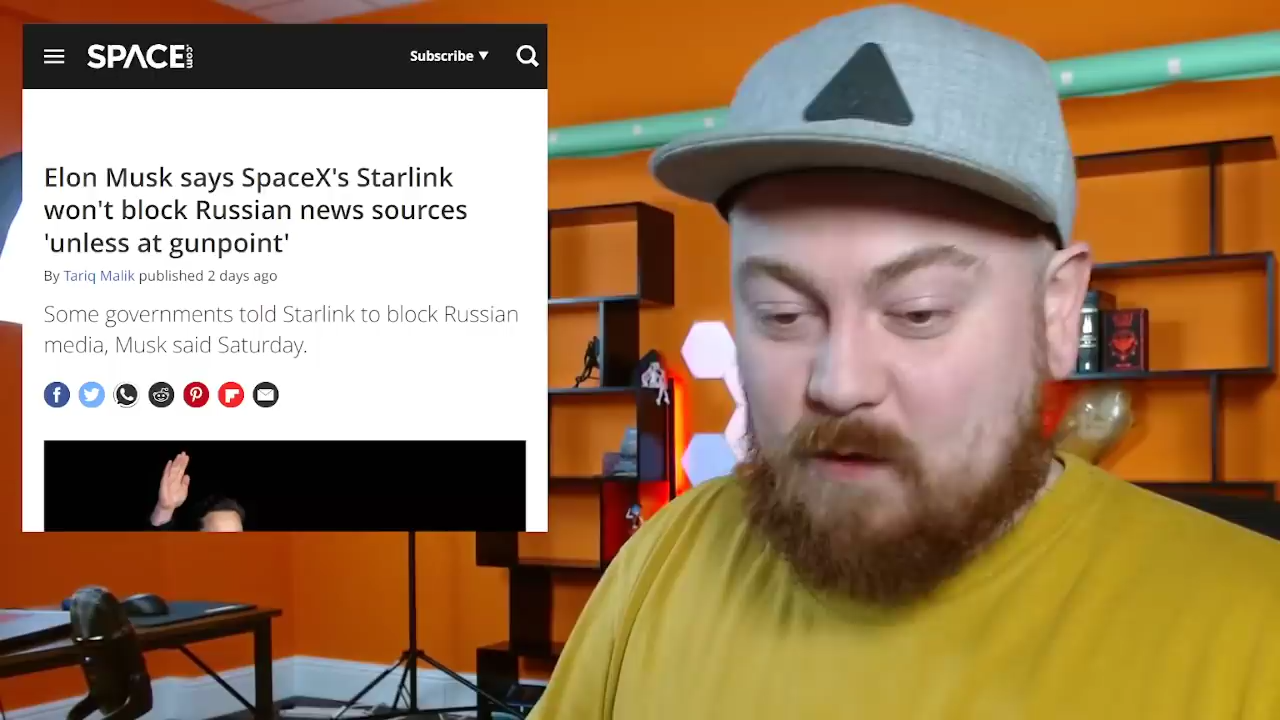 SPACE.com
Subscribe ▼
Elon Musk says SpaceX's Starlink
won't block Russian news sources
'unless at gunpoint'
By Tariq Malik published 2 days ago
Some governments told Starlink to block Russian
media, Musk said Saturday.